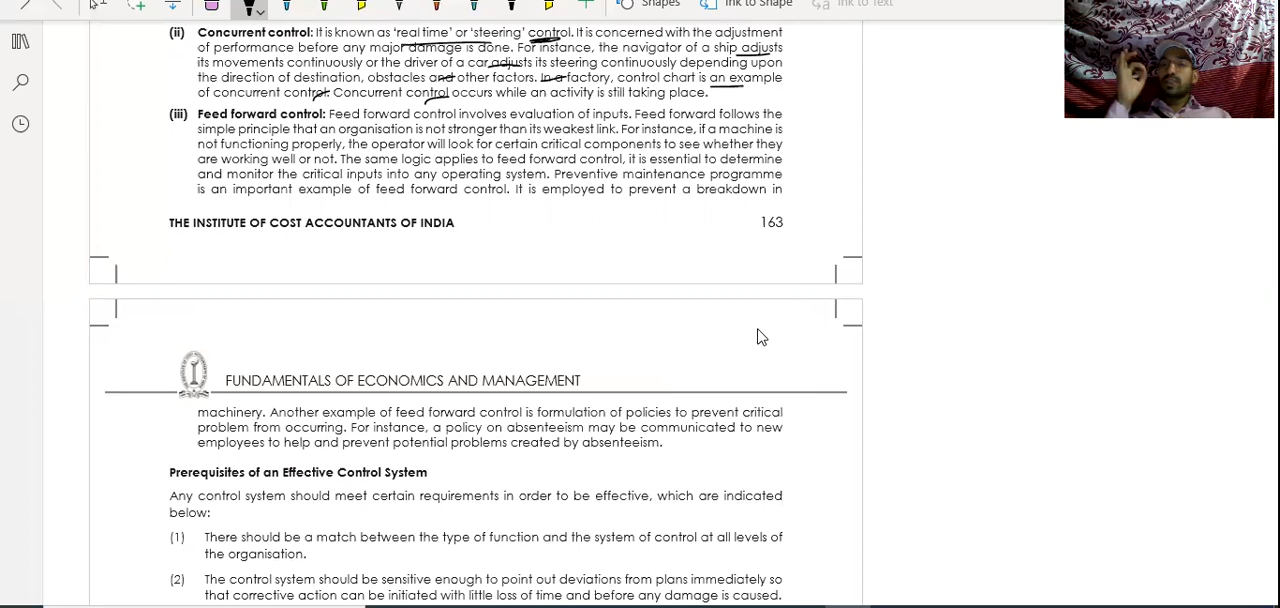 Shapes
Ink to Shape
Ink to Text
(ii) Concurrent control: It is known as 'real time' or 'steering' control. It is concerned with the adjustment
of performance before any major damage is done. For instance, the navigator of a ship adjusts
its movements continuously or the driver of a car adjusts its steering continuously depending upon
the direction of destination, obstacles and other factors. In a factory, control chart is an example
of concurrent control. Concurrent control occurs while an activity is still taking place.
(iii) Feed forward control: Feed forward control involves evaluation of inputs. Feed forward follows the
simple principle that an organisation is not stronger than its weakest link. For instance, if a machine is
not functioning properly, the operator will look for certain critical components to see whether they
are working well or not. The same logic applies to feed forward control, it is essential to determine
and monitor the critical inputs into any operating system. Preventive maintenance programme
is an important example of feed forward control. It is employed to prevent a breakdown in
THE INSTITUTE OF COST ACCOUNTANTS OF INDIA 163
FUNDAMENTALS OF ECONOMICS AND MANAGEMENT
machinery. Another example of feed forward control is formulation of policies to prevent critical
problem from occurring. For instance, a policy on absenteeism may be communicated to new
employees to help and prevent potential problems created by absenteeism.
Prerequisites of an Effective Control System
Any control system should meet certain requirements in order to be effective, which are indicated
below:
(1) There should be a match between the type of function and the system of control at all levels of
the organisation.
(2) The control system should be sensitive enough to point out deviations from plans immediately so
that corrective action can be initiated with little loss of time and before any damage is caused.